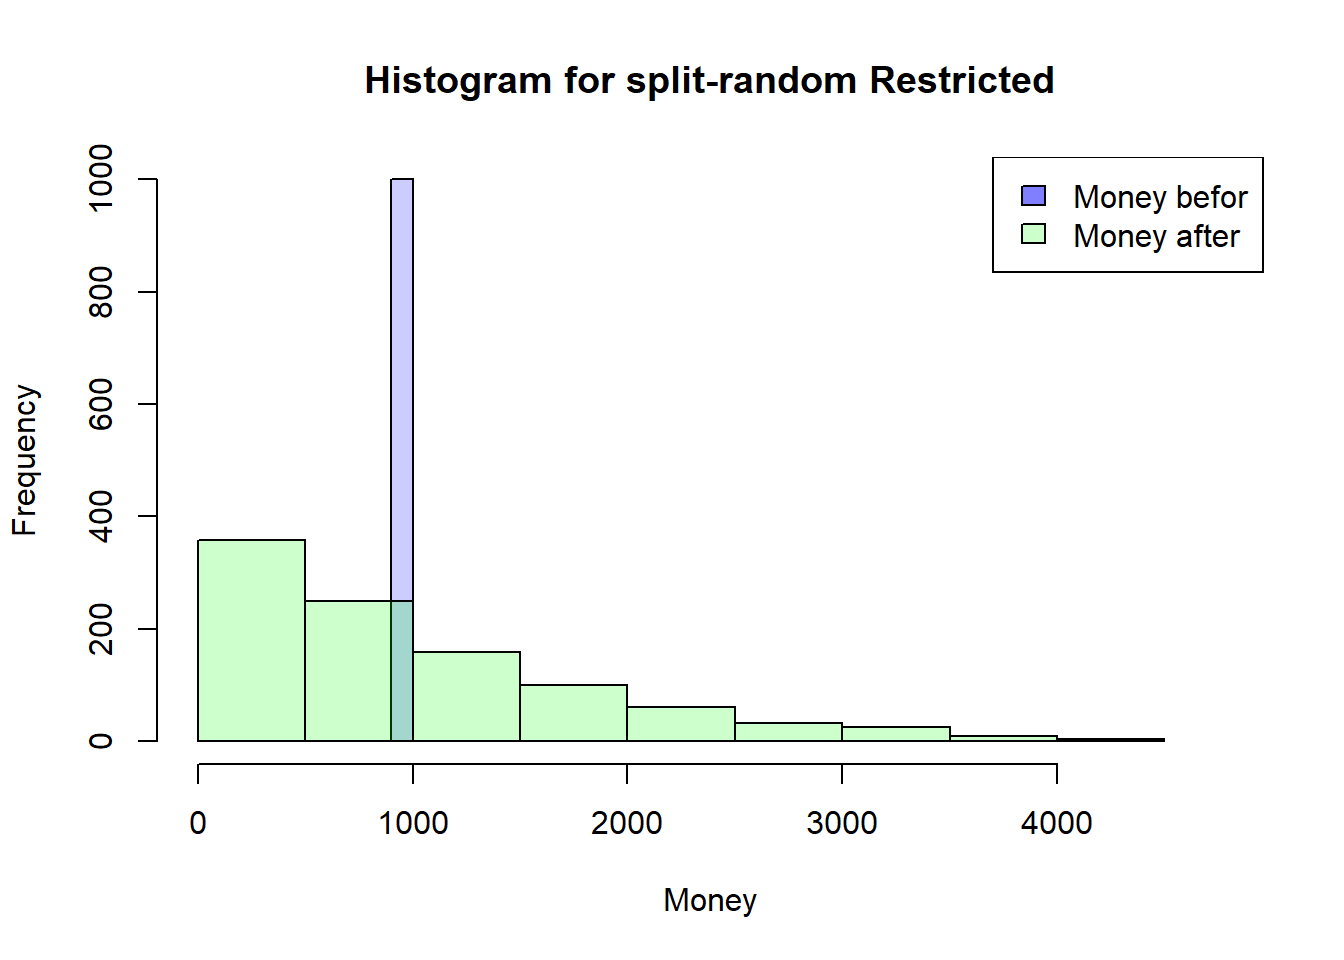 Histogram for split-random Restricted
Money befor
Money after
Frequency
1000
800
600
400
200
0
0 1000 2000 3000 4000
Money